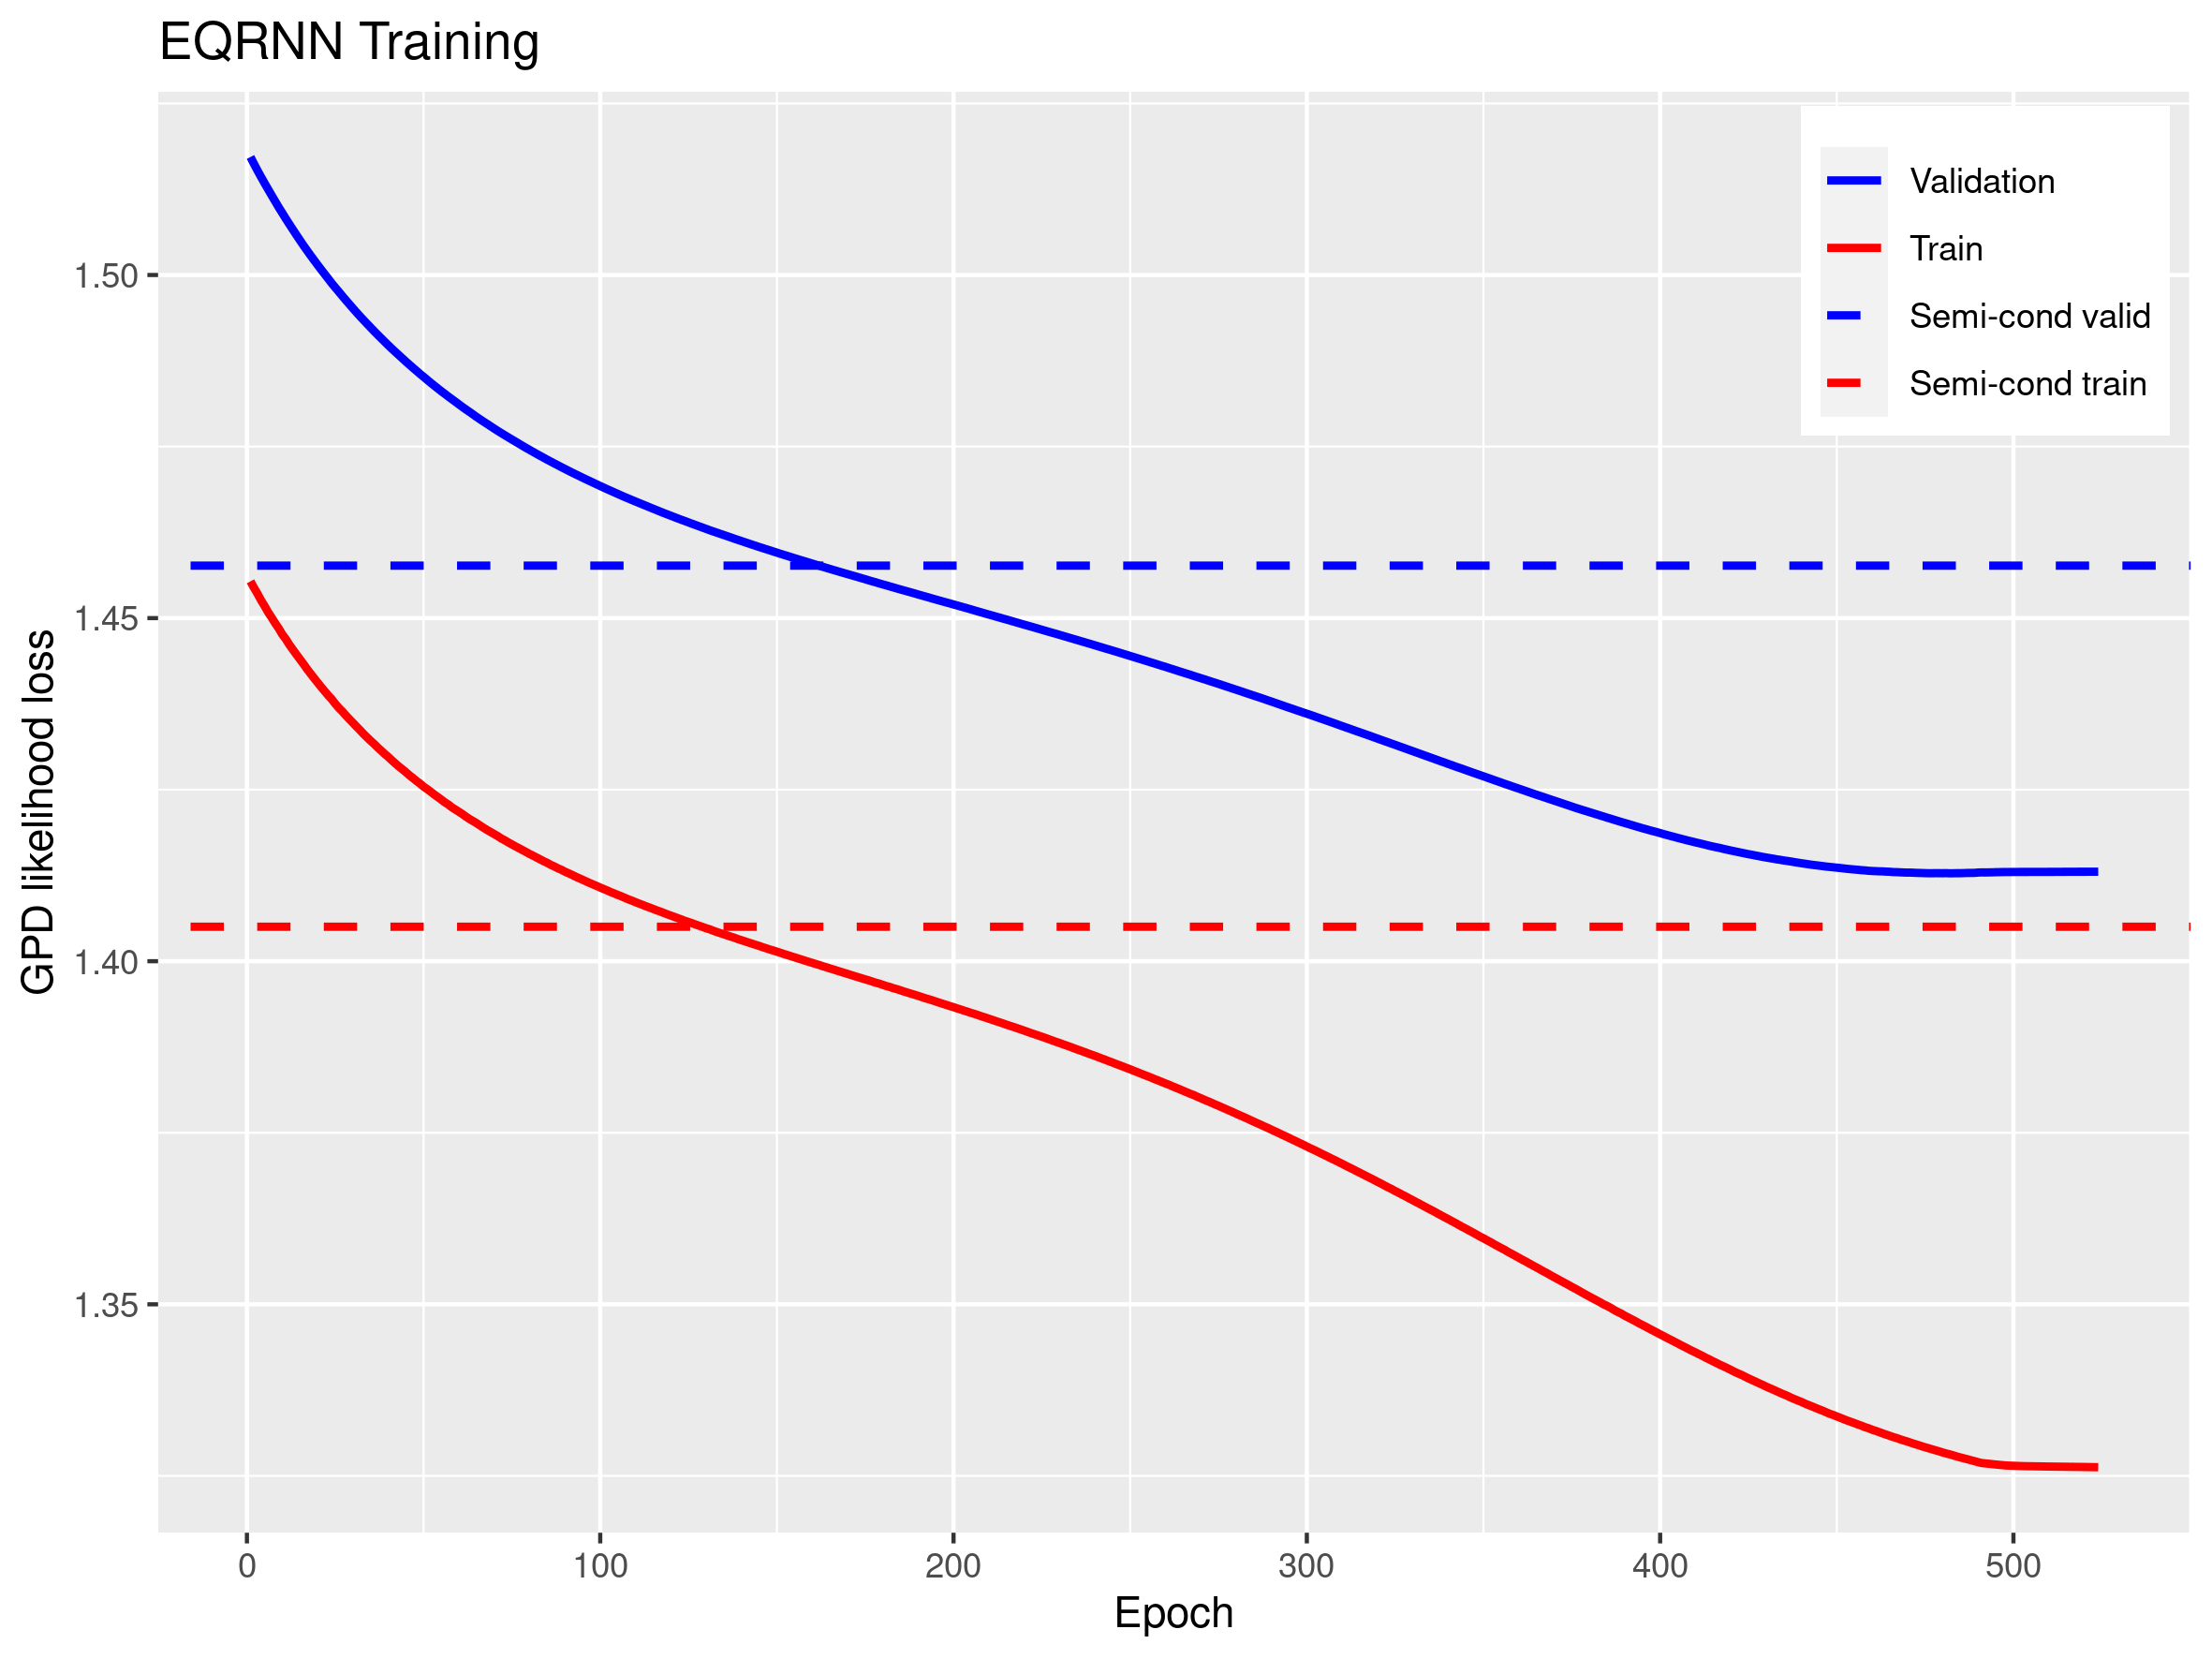 EQRNN Training
GPD likelihood loss
1.50
1.45
1.40
1.35
Validation
Train
Semi-cond valid
Semi-cond train
0 100 200 300 400 500
Epoch